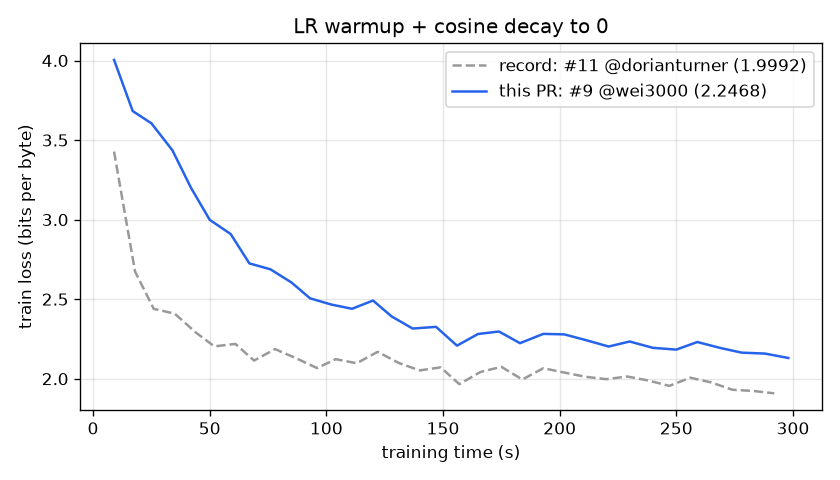 LR warmup + cosine decay to 0
record: #11 @dorianturner (1.9992)
this PR: #9 @wei3000 (2.2468)
train loss (bits per byte)
4.0
3.5
3.0
2.5
2.0
0 50 100 150 200 250 300
training time (s)